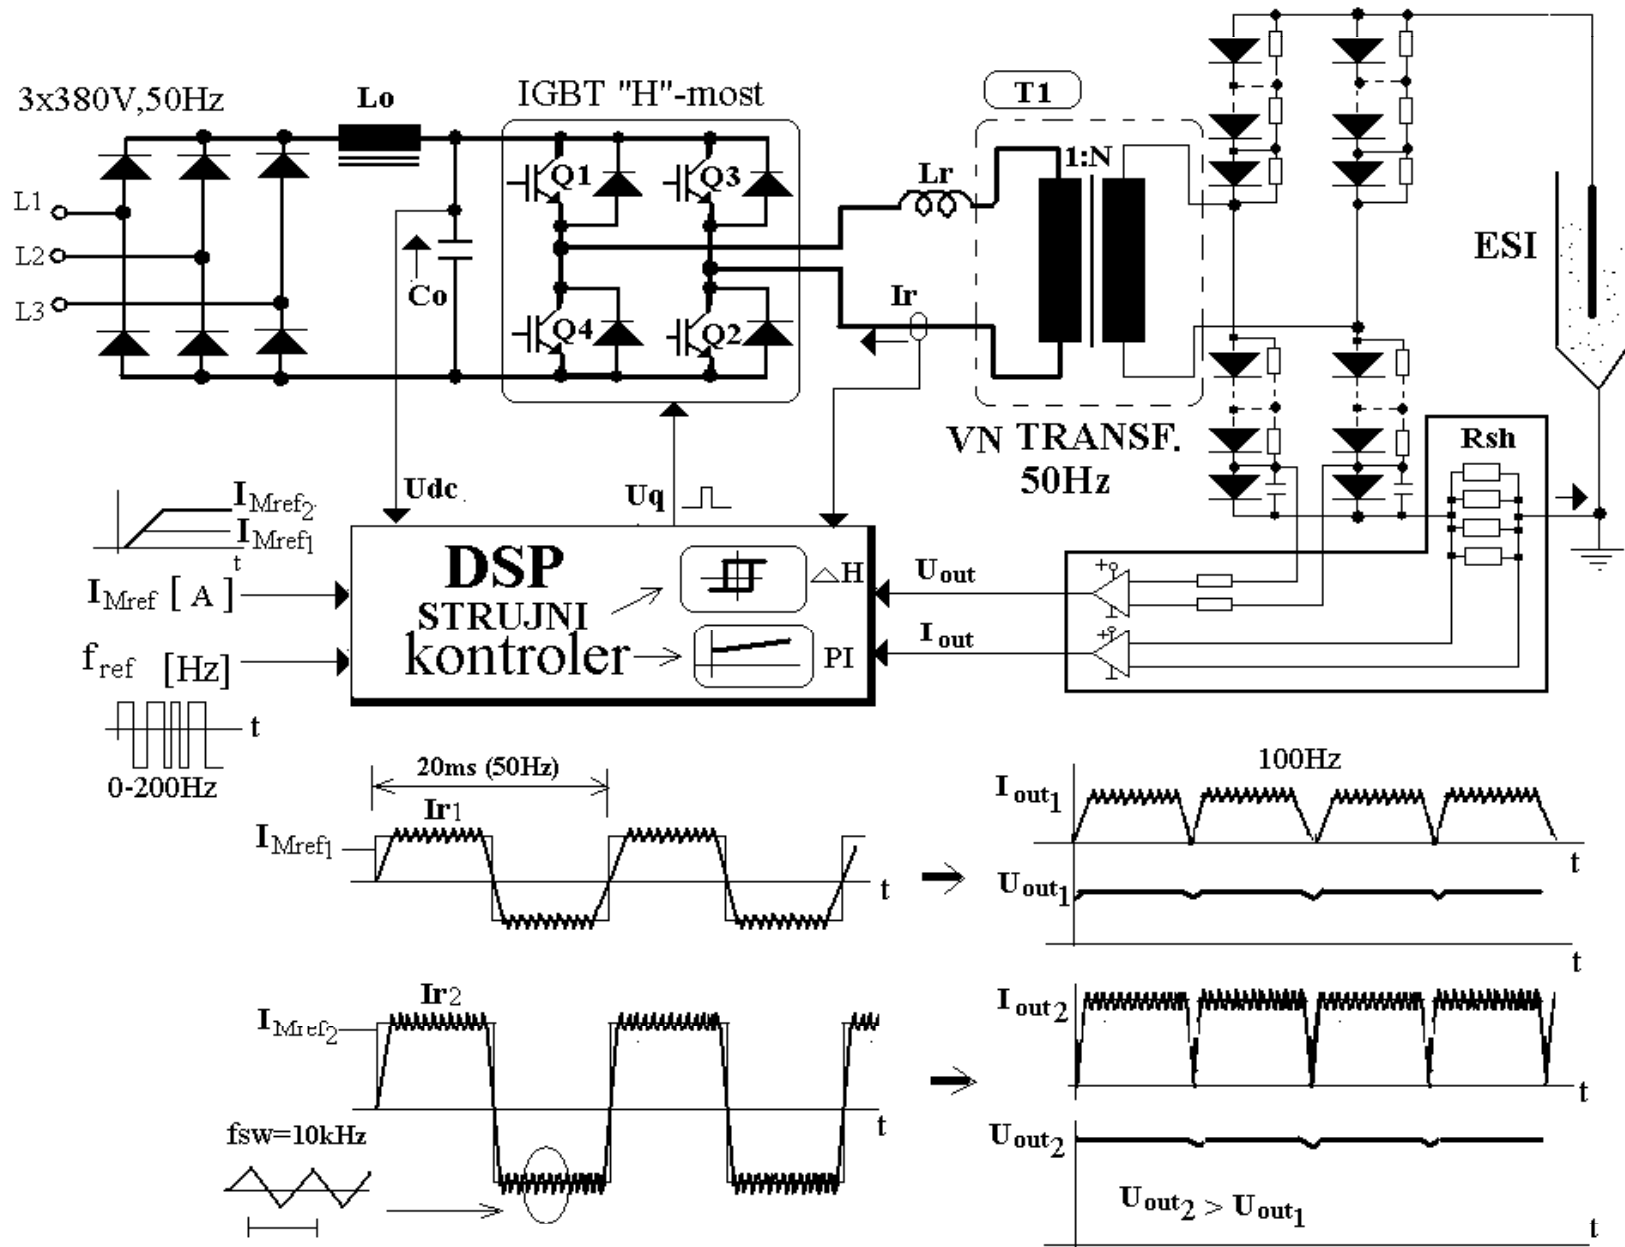 3x380V,50Hz
Lo
IGBT "H"-most
T1
1:N
Q1
Q3
Lr
L1
L2
L3
Co
Ir
Q4
Q2
ESI
VN TRANSF.
50Hz
Rsh
Udc
Uq
IMref2
IMref1
t
DSP
STRUJNI
kontroler
△H
PI
Uout
Iout
+
+
IMref [ A ]
fref [Hz]
t
0-200Hz
20ms (50Hz)
100Hz
Ir1
IMref1
t
Iout1
t
Uout1
t
Ir2
IMref2
t
Iout2
t
fsw=10kHz
Uout2
Uout2 > Uout1
t